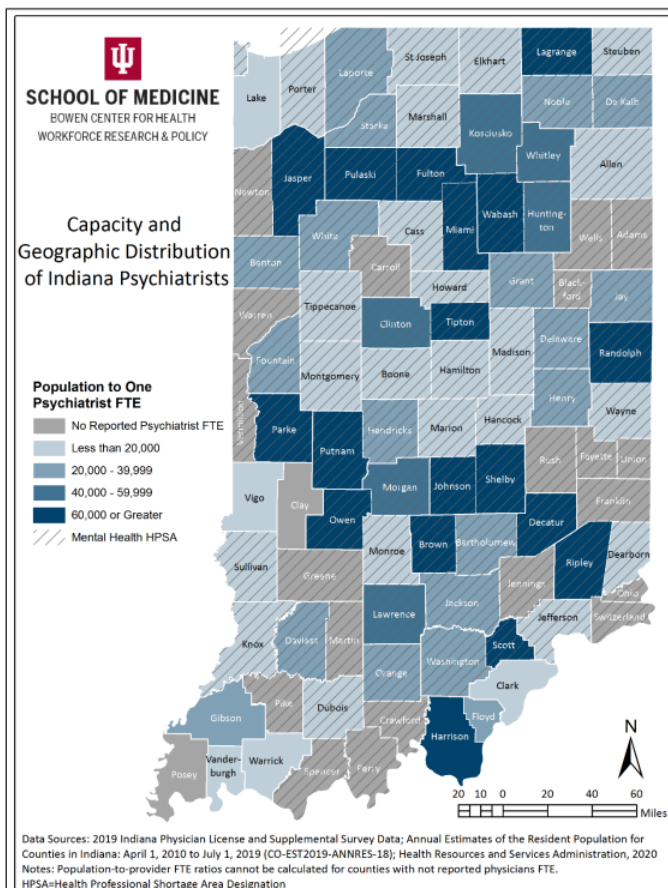 Ψ
SCHOOL OF MEDICINE
BOWEN CENTER FOR HEALTH
WORKFORCE RESEARCH & POLICY
Capacity and
Geographic Distribution
of Indiana Psychiatrists
Population to One
Psychiatrist FTE
No Reported Psychiatrist FTE
Less than 20,000
20,000 - 39,999
40,000 - 59,999
60,000 or Greater
Mental Health HPSA
Lake
Porter
Laporte
St Joseph
Elkhart
Lagrange
Steuben
Noble
De Kalb
Starke
Marshall
Kosciusko
Whitley
Allen
Newton
Jasper
Pulaski
Fulton
Miami
Wabash
Hunting-
ton
Wells
Adams
Benton
White
Cass
Carroll
Howard
Grant
Black-
ford
Jay
Warren
Tippecanoe
Clinton
Tipton
Madison
Delaware
Randolph
Fountain
Montgomery
Boone
Hamilton
Henry
Wayne
Vermillion
Parke
Putnam
Hendricks
Marion
Hancock
Rush
Fayette
Union
Vigo
Clay
Owen
Morgan
Johnson
Shelby
Franklin
Decatur
Sullivan
Greene
Monroe
Brown
Bartholomew
Ripley
Dearborn
Jennings
Ohio
Switzerland
Knox
Daviess
Martin
Lawrence
Jackson
Jefferson
Scott
Orange
Washington
Clark
Gibson
Pike
Dubois
Crawford
Floyd
Harrison
Posey
Vander-
burgh
Warrick
Spencer
Perry
N
20 10 0 20 40 60
Miles
Data Sources: 2019 Indiana Physician License and Supplemental Survey Data; Annual Estimates of the Resident Population for
Counties in Indiana: April 1, 2010 to July 1, 2019 (CO-EST2019-ANNRES-18); Health Resources and Services Administration, 2020
Notes: Population-to-provider FTE ratios cannot be calculated for counties with not reported physicians FTE.
HPSA=Health Professional Shortage Area Designation